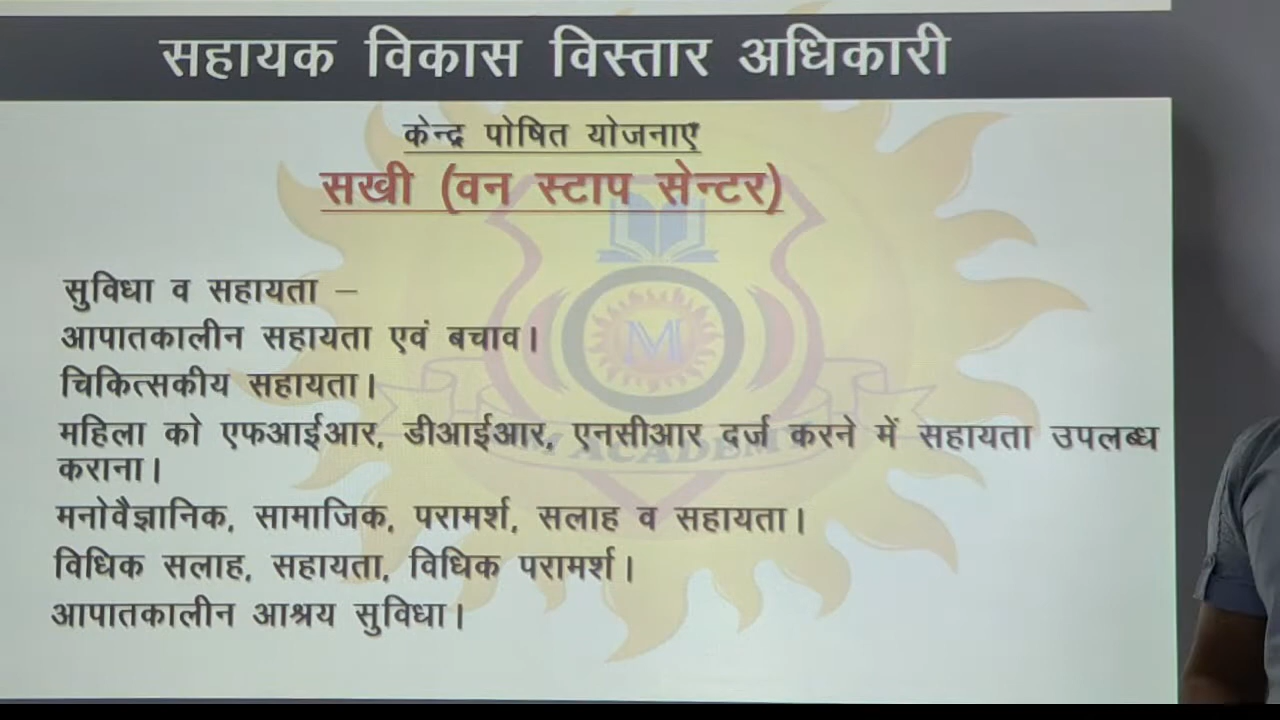 सहायक विकास विस्तार अधिकारी
केन्द्र पोषित योजनाएं
सखी (वन स्टाप सेन्टर)
सुविधा व सहायता –
आपातकालीन सहायता एवं बचाव।
चिकित्सकीय सहायता।
महिला को एफआईआर, डीआईआर, एनसीआर दर्ज करने में सहायता उपलब्ध
कराना।
मनोवैज्ञानिक, सामाजिक, परामर्श, सलाह व सहायता।
विधिक सलाह, सहायता, विधिक परामर्श।
आपातकालीन आश्रय सुविधा।
M
ACADEMY